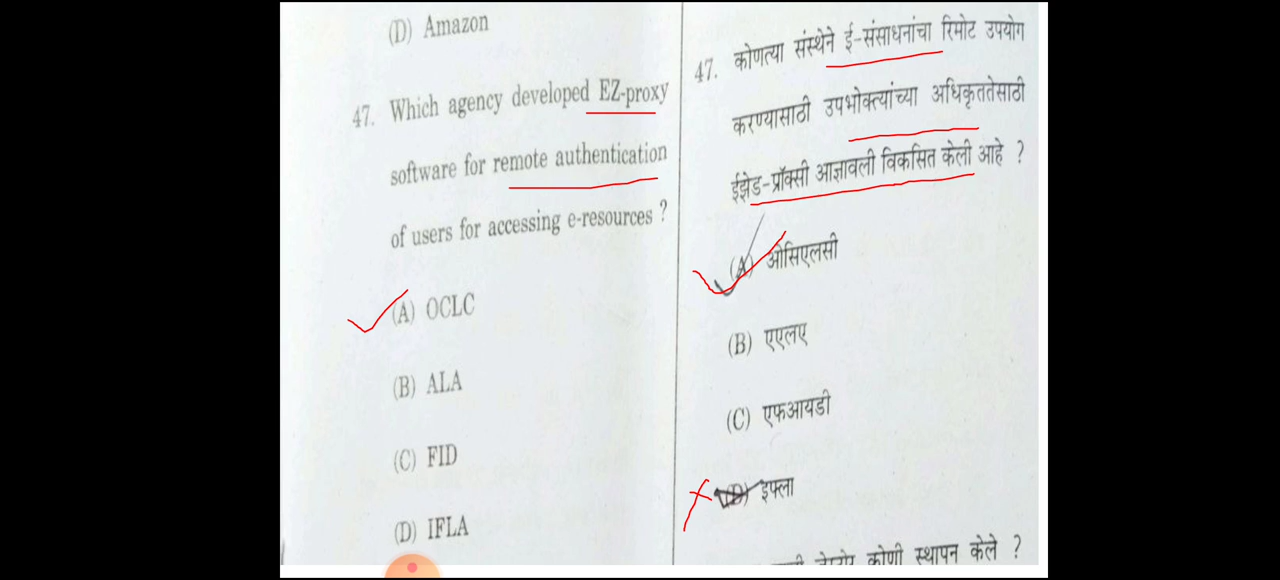 (D) Amazon
47. Which agency developed EZ-proxy
software for remote authentication
of users for accessing e-resources ?
(A) OCLC
(B) ALA
(C) FID
(D) IFLA
47. कोणत्या संस्थेने ई-संसाधनांचा रिमोट उपयोग
करण्यासाठी उपभोक्त्यांच्या अधिकृततेसाठी
ईझेड-प्रॉक्सी आज्ञावली विकसित केली आहे ?
(A) ओसिएलसी
(B) एएलए
(C) एफआयडी
(D) इफ्ला
कोणी स्थापन केले ?